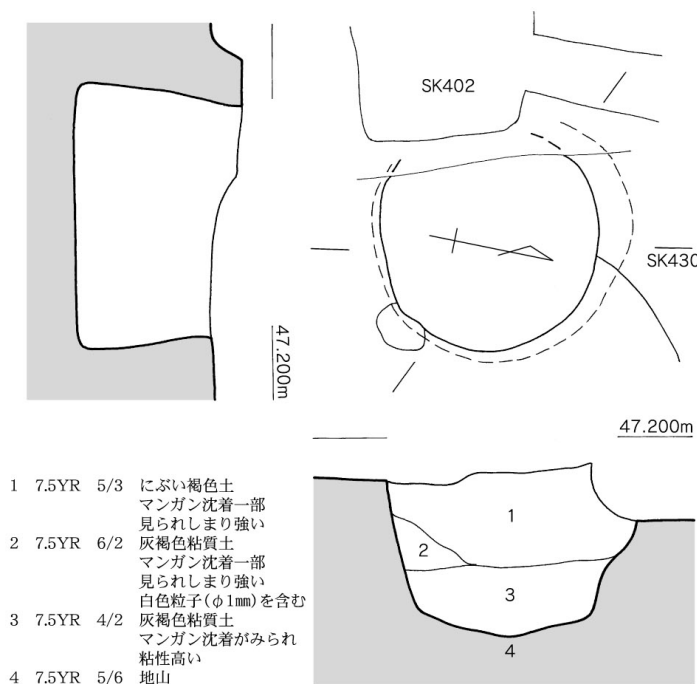 SK402
SK430
47.200m
47.200m
1 7.5YR 5/3 にぶい褐色土
マンガン沈着一部
見られしまり強い
2 7.5YR 6/2 灰褐色粘質土
マンガン沈着一部
見られしまり強い
白色粒子(φ1mm)を含む
3 7.5YR 4/2 灰褐色粘質土
マンガン沈着がみられ
粘性高い
4 7.5YR 5/6 地山
1
2
3
4